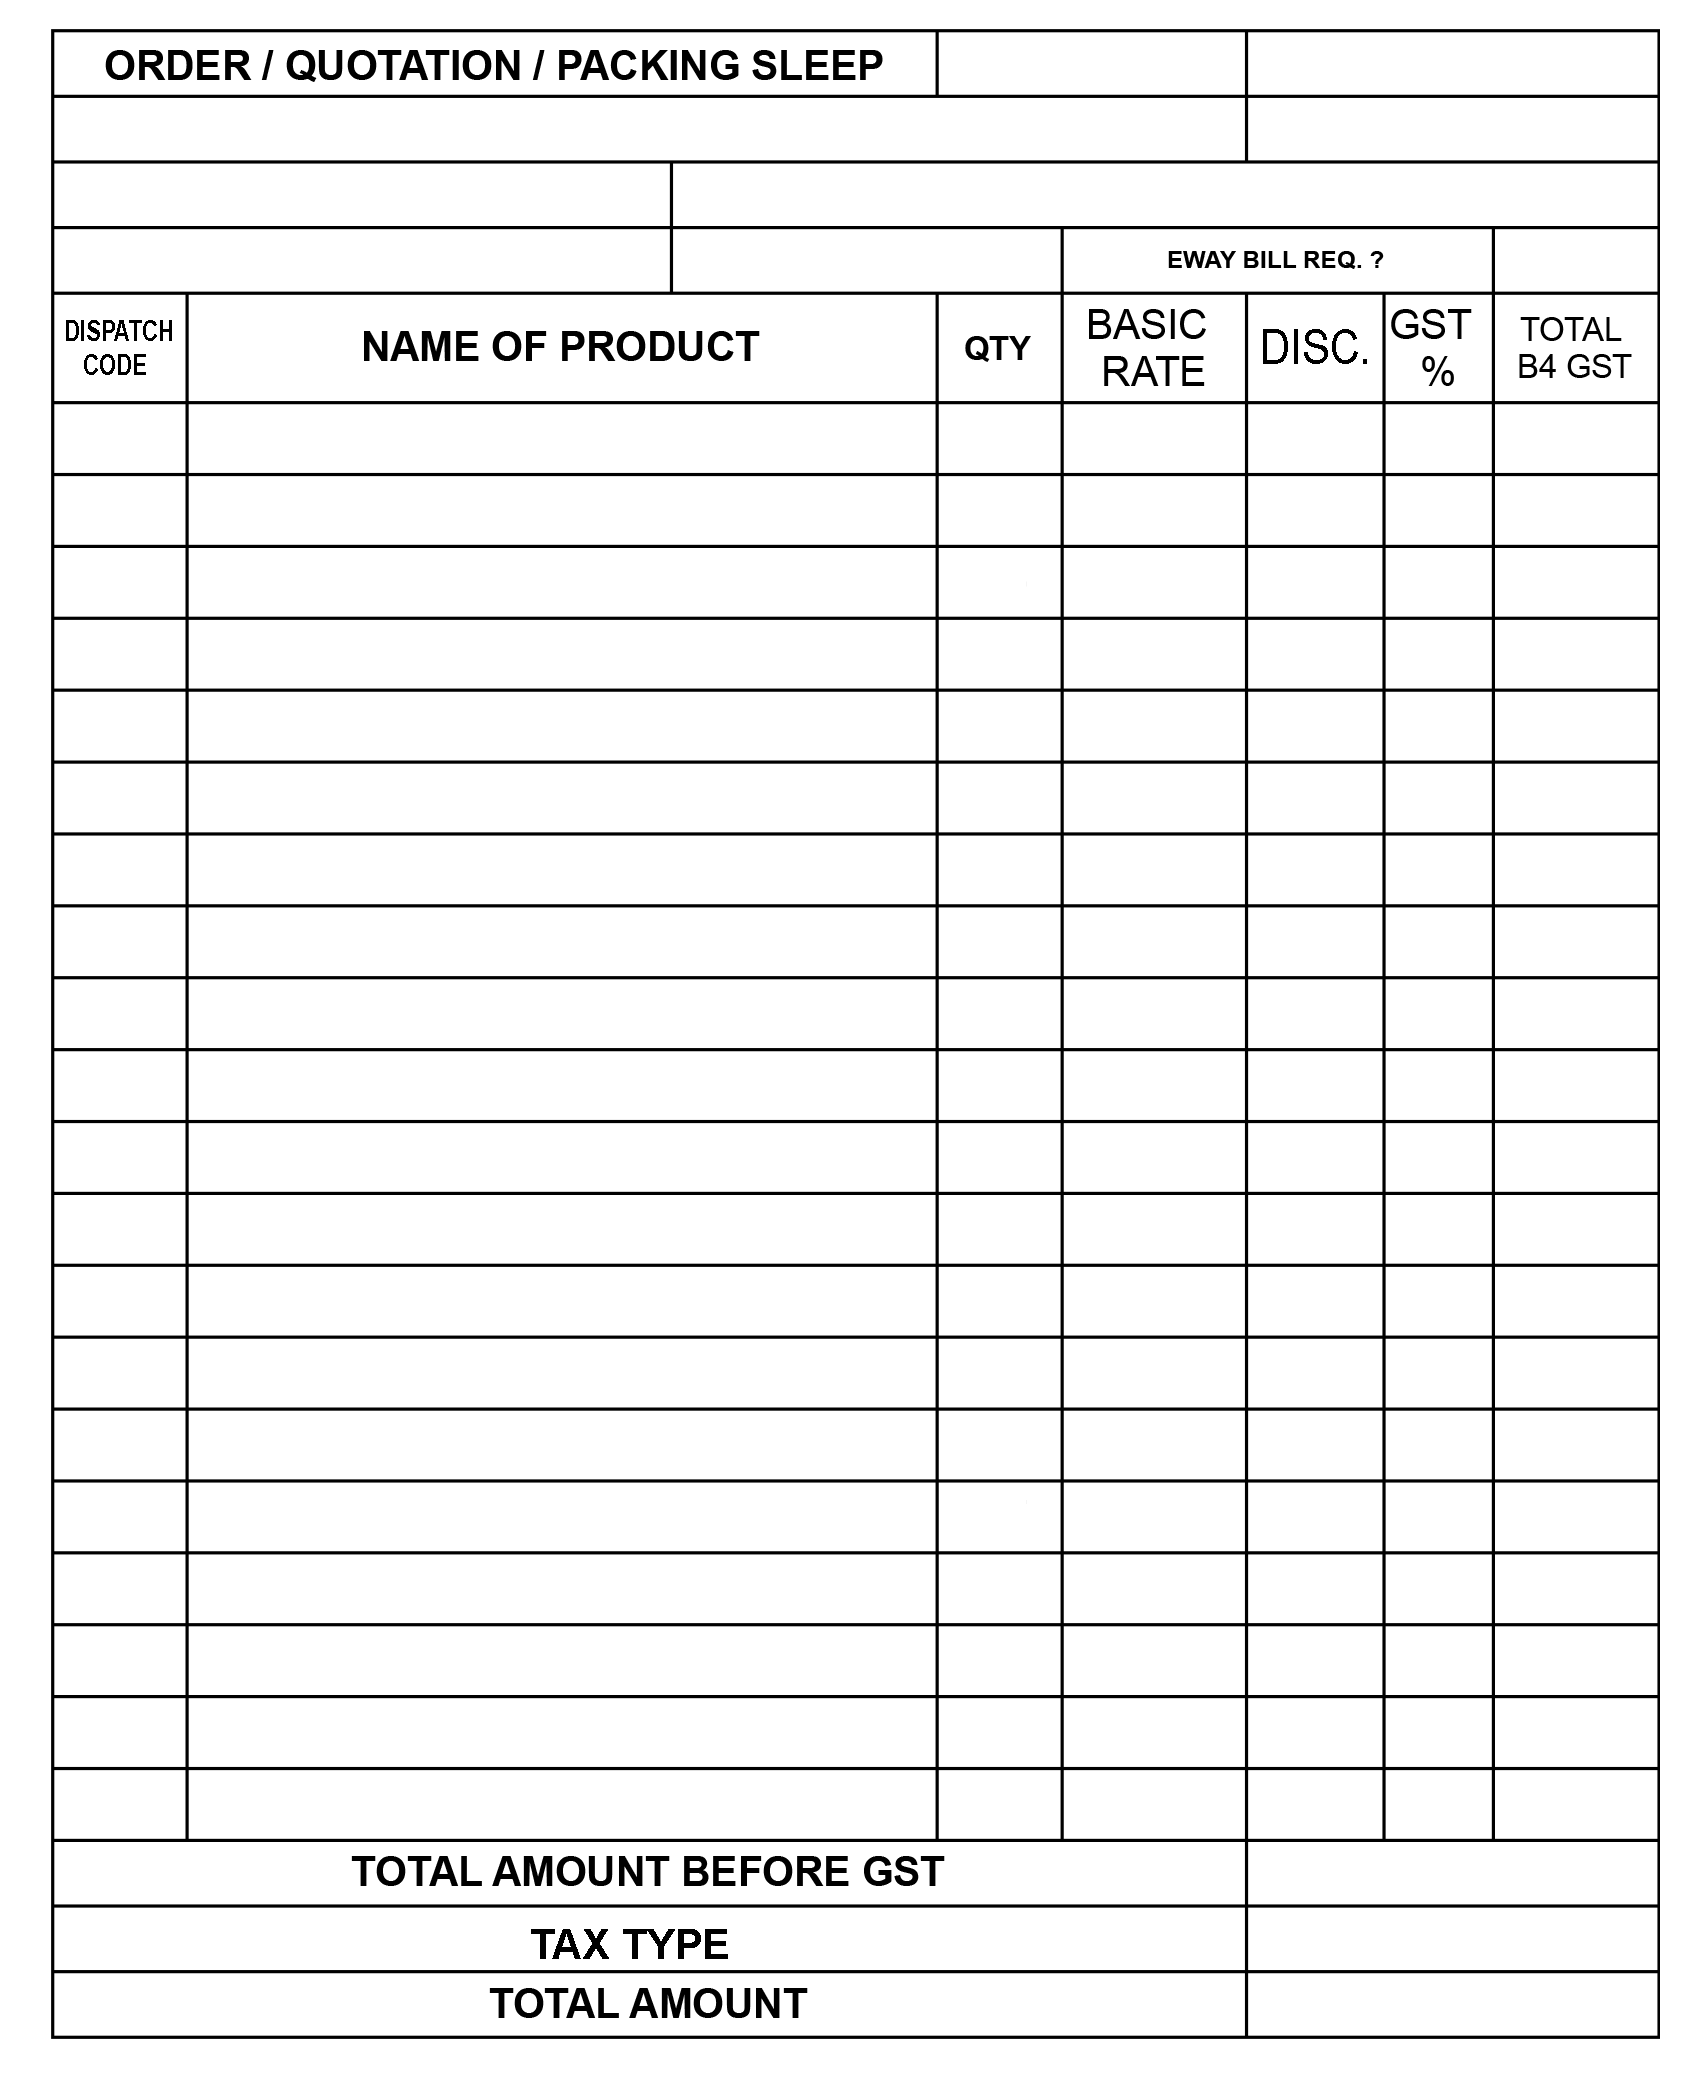 ORDER / QUOTATION / PACKING SLEEP
EWAY BILL REQ. ?
DISPATCH
CODE
NAME OF PRODUCT
QTY
BASIC
RATE
DISC.
GST
%
TOTAL
B4 GST
TOTAL AMOUNT BEFORE GST
TAX TYPE
TOTAL AMOUNT